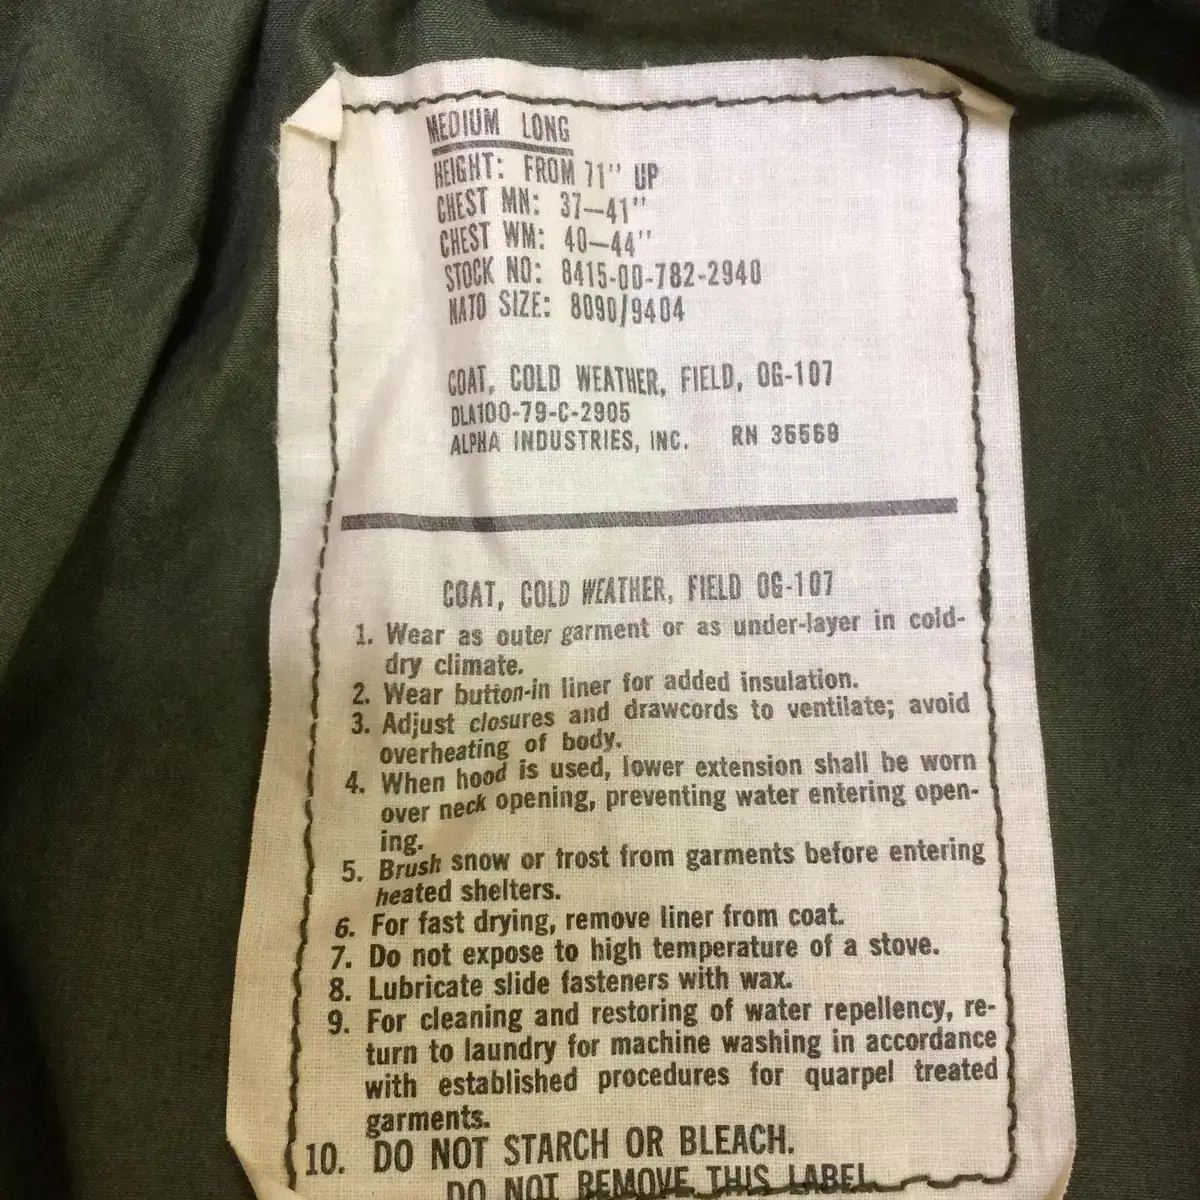 MEDIUM LONG
HEIGHT: FROM 71" UP
CHEST MN: 37–41"
CHEST WM: 40–44"
STOCK NO: 8415-00-782-2940
NATO SIZE: 8090/9404
COAT, COLD WEATHER, FIELD, OG-107
DLA100-79-C-2905
ALPHA INDUSTRIES, INC. RN 35569
COAT, COLD WEATHER, FIELD OG-107
1. Wear as outer garment or as under-layer in cold-
dry climate.
2. Wear button-in liner for added insulation.
3. Adjust closures and drawcords to ventilate; avoid
overheating of body.
4. When hood is used, lower extension shall be worn
over neck opening, preventing water entering open-
ing.
5. Brush snow or frost from garments before entering
heated shelters.
6. For fast drying, remove liner from coat.
7. Do not expose to high temperature of a stove.
8. Lubricate slide fasteners with wax.
9. For cleaning and restoring of water repellency, re-
turn to laundry for machine washing in accordance
with established procedures for quarpel treated
garments.
10. DO NOT STARCH OR BLEACH.
DO NOT REMOVE THIS LABEL